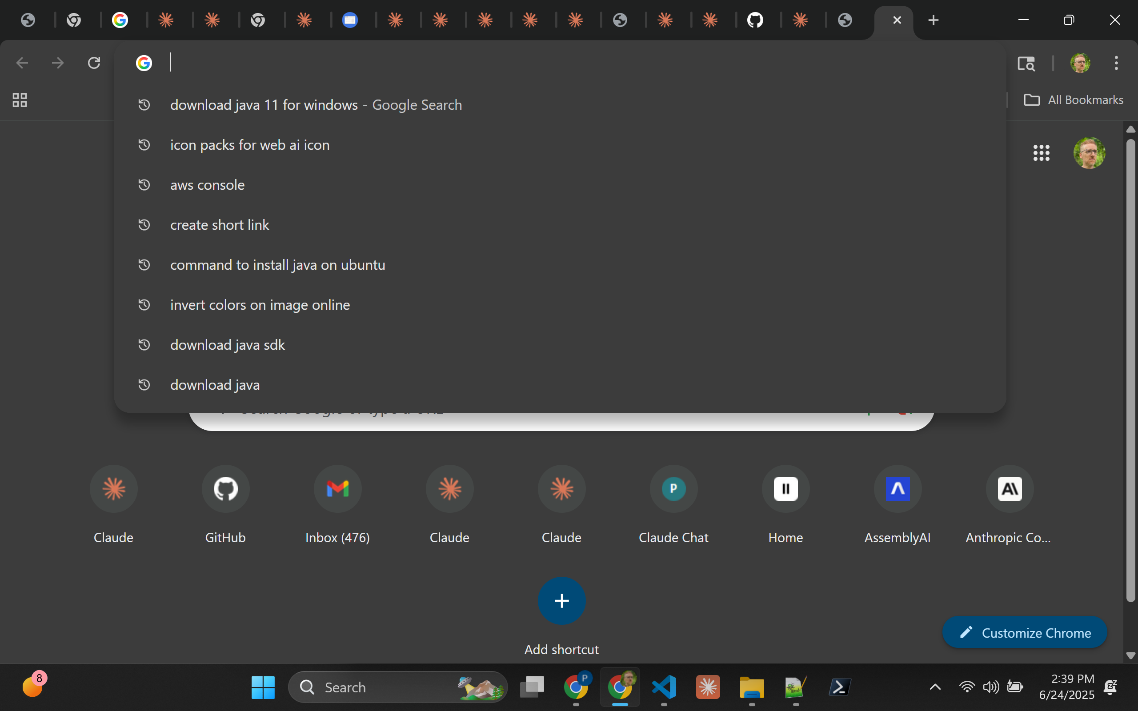 All Bookmarks
download java 11 for windows - Google Search
icon packs for web ai icon
aws console
create short link
command to install java on ubuntu
invert colors on image online
download java sdk
download java
Claude
GitHub
Inbox (476)
Claude
Claude
Claude Chat
Home
AssemblyAI
Anthropic Co...
Add shortcut
Customize Chrome
8
Search
2:39 PM
6/24/2025